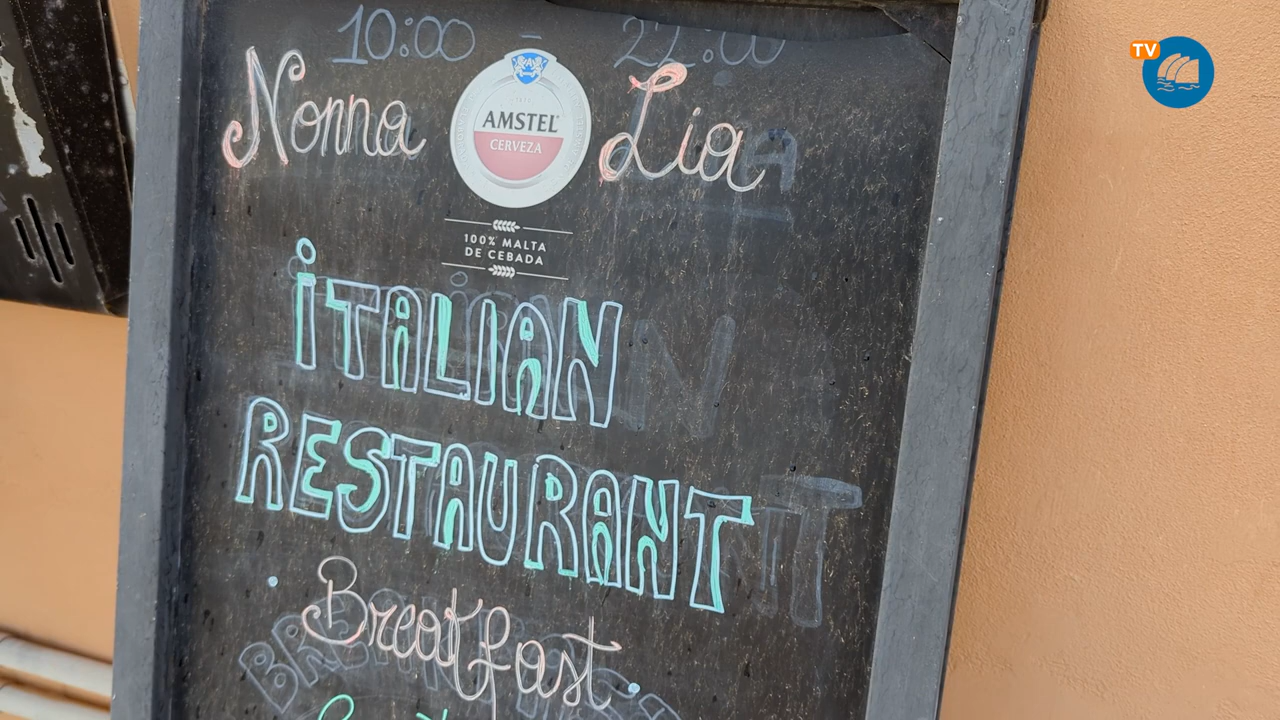 10:00 - 22:00
Nonna Lia
AMSTEL
CERVEZA
100% MALTA
DE CEBADA
iTALIAN
RESTAURANT
Breakfast
TV